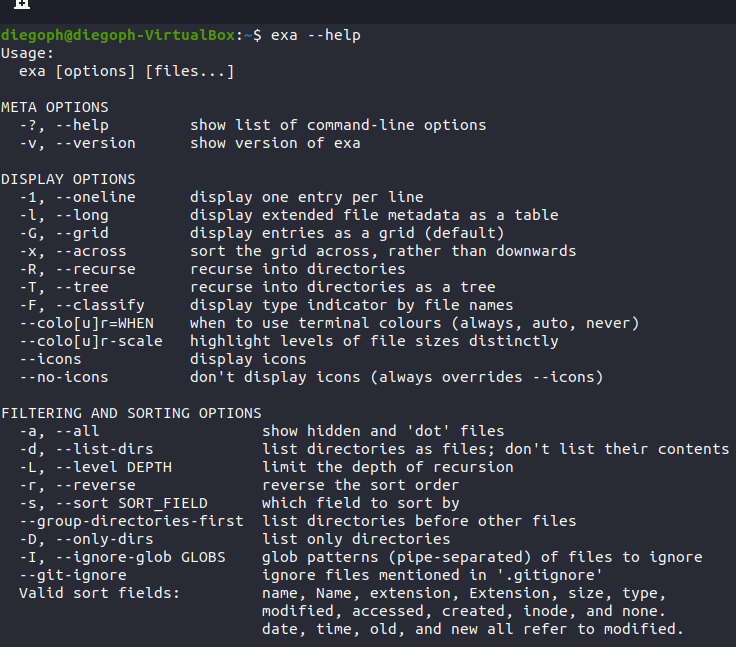 diegoph@diegoph-VirtualBox:~$ exa --help
Usage:
  exa [options] [files...]

META OPTIONS
  -?, --help         show list of command-line options
  -v, --version      show version of exa

DISPLAY OPTIONS
  -1, --oneline      display one entry per line
  -l, --long         display extended file metadata as a table
  -G, --grid         display entries as a grid (default)
  -x, --across       sort the grid across, rather than downwards
  -R, --recurse      recurse into directories
  -T, --tree         recurse into directories as a tree
  -F, --classify     display type indicator by file names
  --colo[u]r=WHEN    when to use terminal colours (always, auto, never)
  --colo[u]r-scale   highlight levels of file sizes distinctly
  --icons            display icons
  --no-icons         don't display icons (always overrides --icons)

FILTERING AND SORTING OPTIONS
  -a, --all                  show hidden and 'dot' files
  -d, --list-dirs            list directories as files; don't list their contents
  -L, --level DEPTH          limit the depth of recursion
  -r, --reverse              reverse the sort order
  -s, --sort SORT_FIELD      which field to sort by
  --group-directories-first  list directories before other files
  -D, --only-dirs            list only directories
  -I, --ignore-glob GLOBS    glob patterns (pipe-separated) of files to ignore
  --git-ignore               ignore files mentioned in '.gitignore'
  Valid sort fields:         name, Name, extension, Extension, size, type,
                             modified, accessed, created, inode, and none.
                             date, time, old, and new all refer to modified.